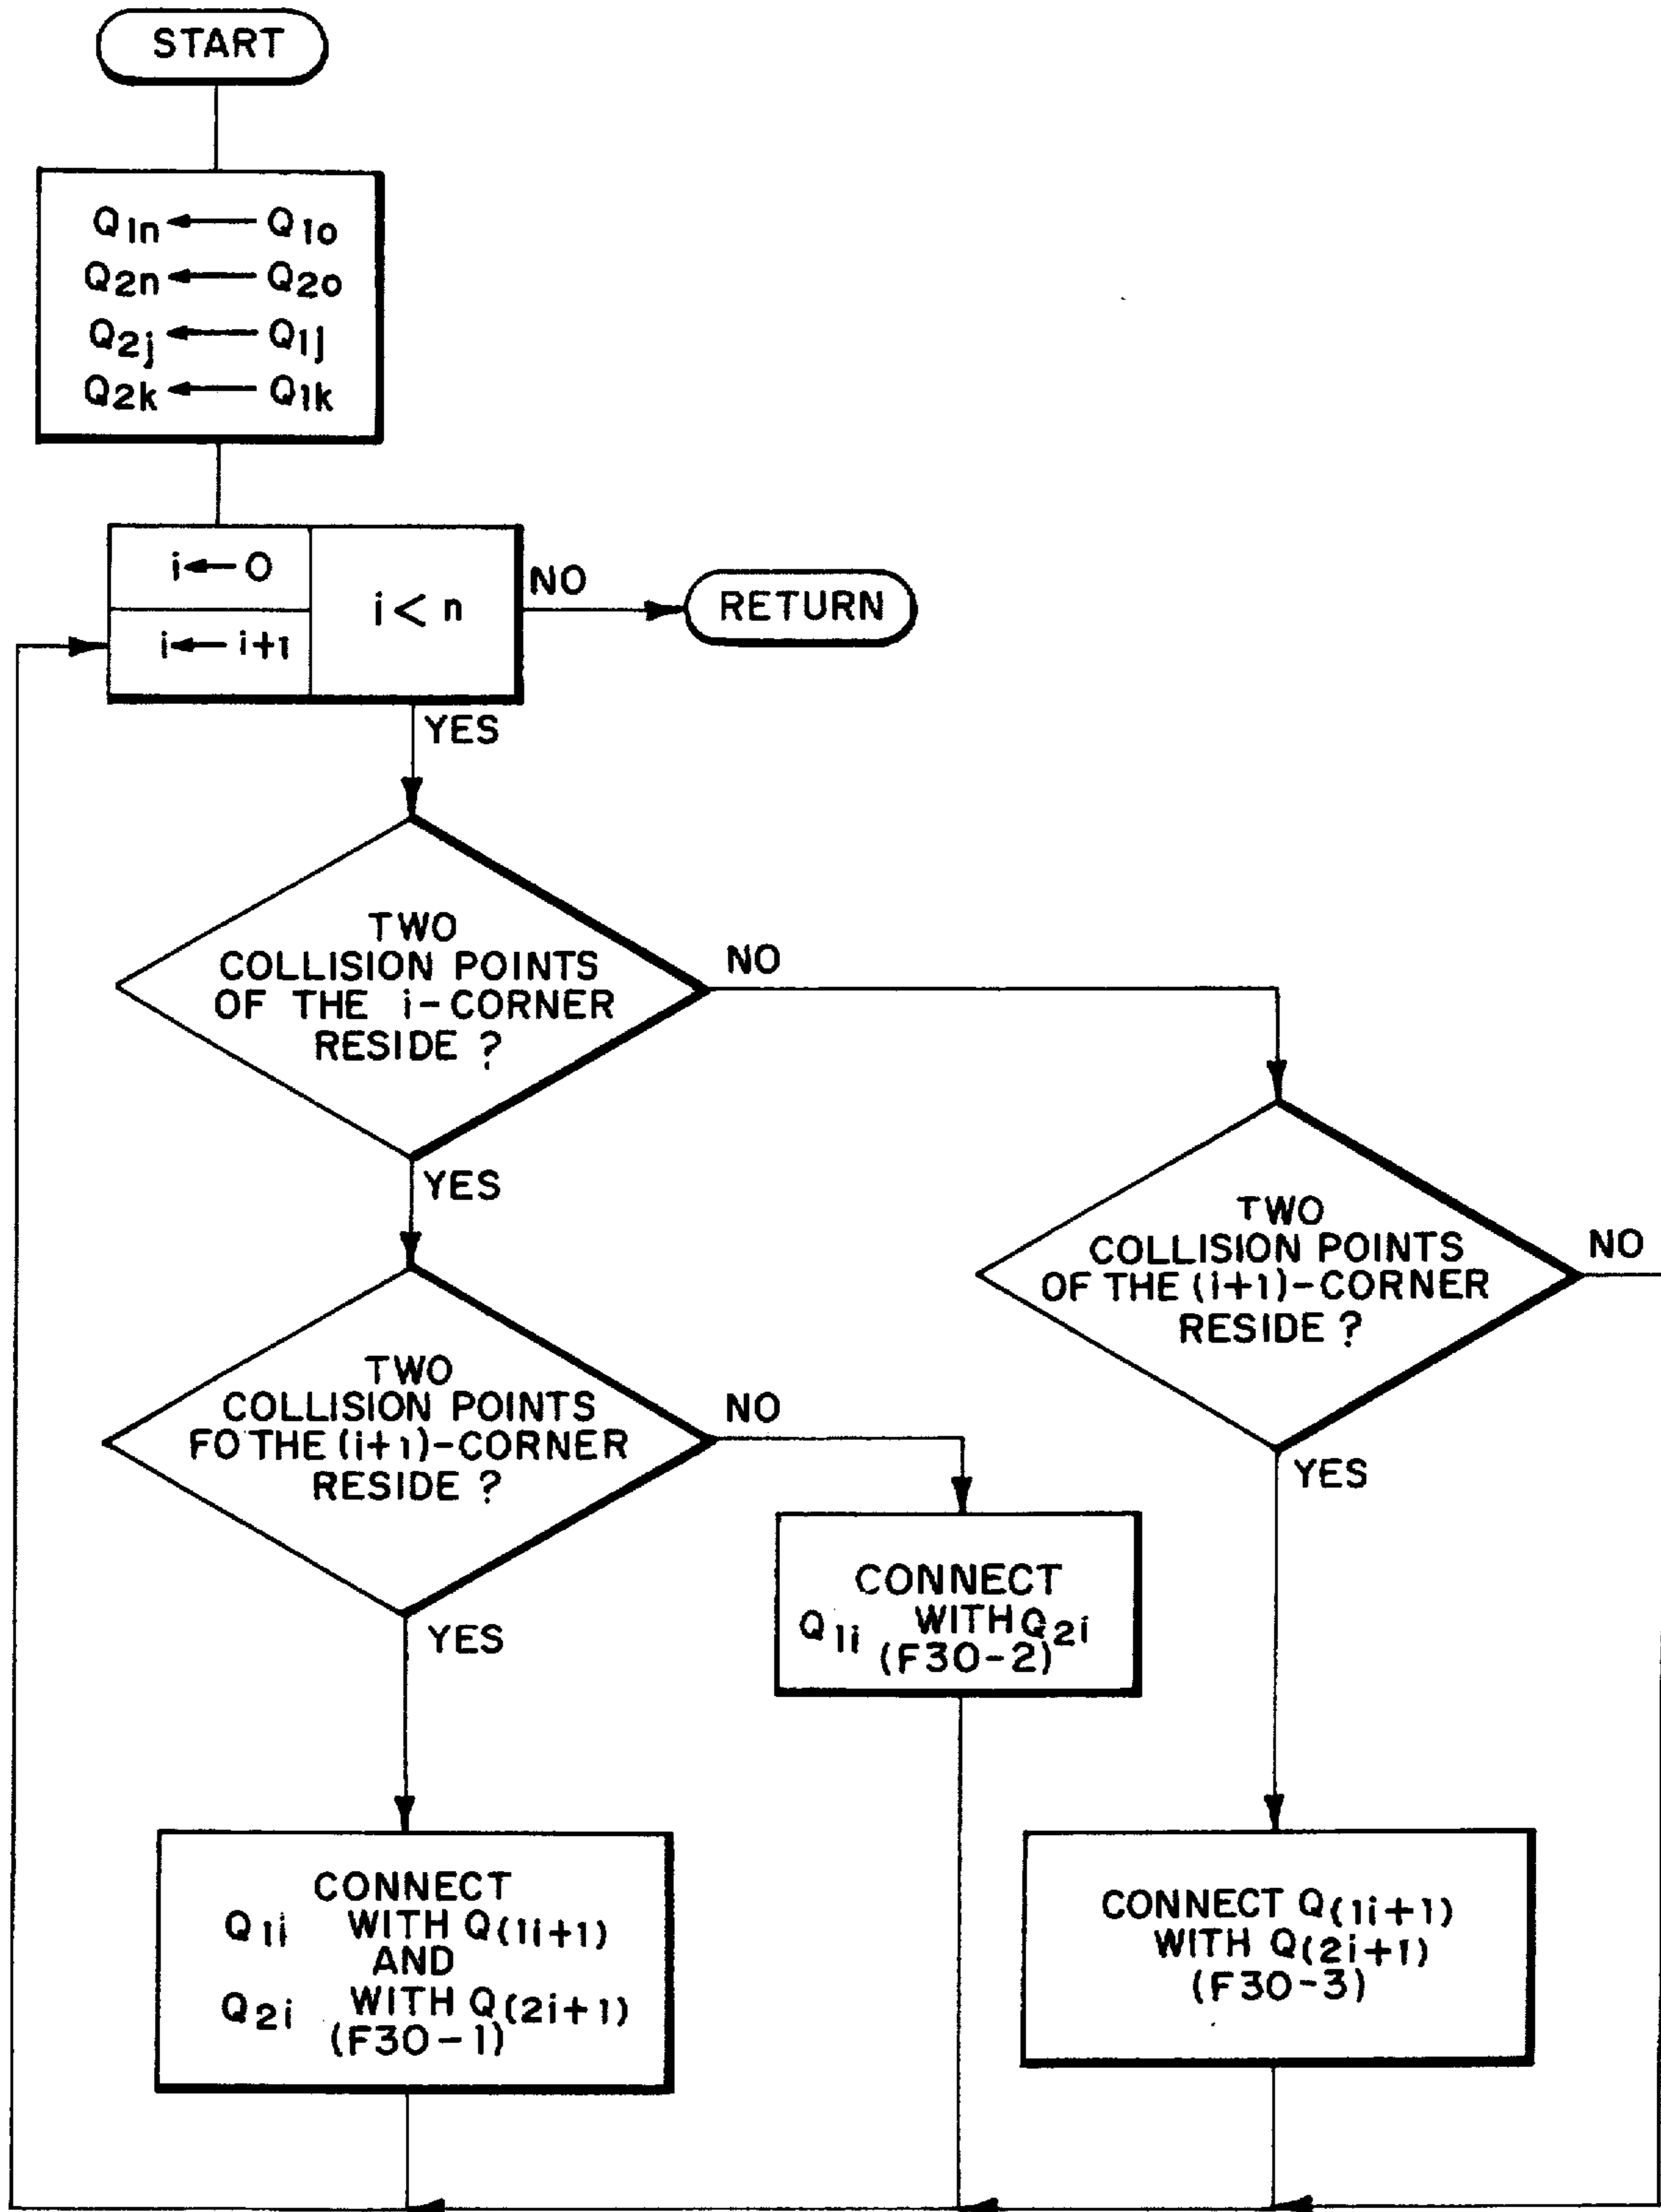 START
Q1n ← Q1o
Q2n ← Q2o
Q2j ← Q1j
Q2k ← Q1k
i ← 0
i < n
NO
RETURN
i ← i+1
YES
TWO
COLLISION POINTS
OF THE i-CORNER
RESIDE ?
NO
YES
TWO
COLLISION POINTS
OF THE (i+1)-CORNER
RESIDE ?
NO
YES
TWO
COLLISION POINTS
FO THE (i+1)-CORNER
RESIDE ?
NO
YES
CONNECT
Q1i WITH Q2i
(F30-2)
CONNECT
Q1i WITH Q(1i+1)
AND
Q2i WITH Q(2i+1)
(F30-1)
CONNECT Q(1i+1)
WITH Q(2i+1)
(F30-3)